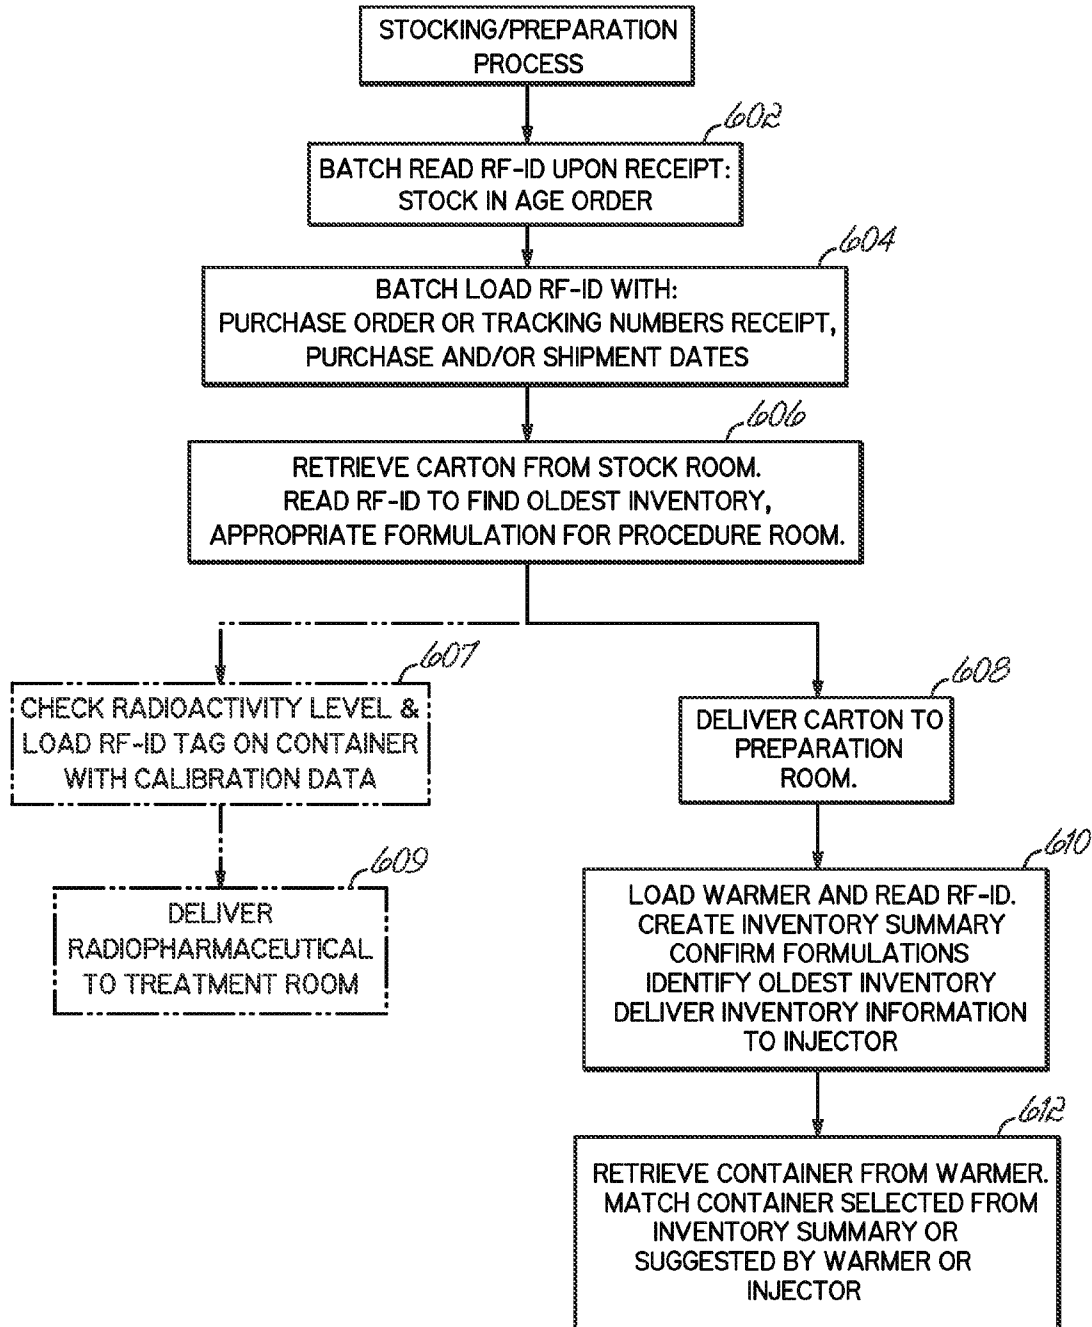 STOCKING/PREPARATION
PROCESS
602
BATCH READ RF-ID UPON RECEIPT:
STOCK IN AGE ORDER
604
BATCH LOAD RF-ID WITH:
PURCHASE ORDER OR TRACKING NUMBERS RECEIPT,
PURCHASE AND/OR SHIPMENT DATES
606
RETRIEVE CARTON FROM STOCK ROOM.
READ RF-ID TO FIND OLDEST INVENTORY,
APPROPRIATE FORMULATION FOR PROCEDURE ROOM.
607
CHECK RADIOACTIVITY LEVEL &
LOAD RF-ID TAG ON CONTAINER
WITH CALIBRATION DATA
609
DELIVER
RADIOPHARMACEUTICAL
TO TREATMENT ROOM
608
DELIVER CARTON TO
PREPARATION
ROOM.
610
LOAD WARMER AND READ RF-ID.
CREATE INVENTORY SUMMARY
CONFIRM FORMULATIONS
IDENTIFY OLDEST INVENTORY
DELIVER INVENTORY INFORMATION
TO INJECTOR
612
RETRIEVE CONTAINER FROM WARMER.
MATCH CONTAINER SELECTED FROM
INVENTORY SUMMARY OR
SUGGESTED BY WARMER OR
INJECTOR